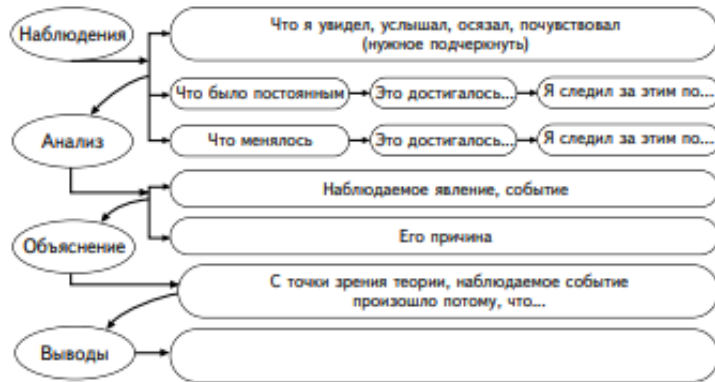 Наблюдения
Что я увидел, услышал, осязал, почувствовал
(нужное подчеркнуть)
Что было постоянным
Это достигалось...
Я следил за этим по...
Анализ
Что менялось
Это достигалось...
Я следил за этим по...
Наблюдаемое явление, событие
Объяснение
Его причина
С точки зрения теории, наблюдаемое событие
произошло потому, что...
Выводы